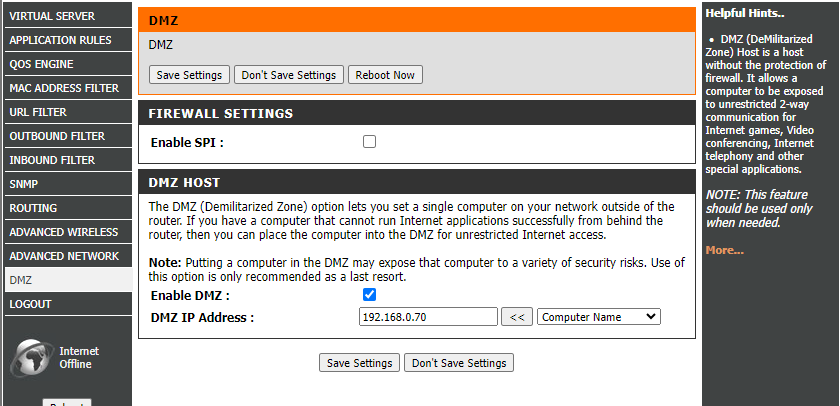 VIRTUAL SERVER
APPLICATION RULES
QOS ENGINE
MAC ADDRESS FILTER
URL FILTER
OUTBOUND FILTER
INBOUND FILTER
SNMP
ROUTING
ADVANCED WIRELESS
ADVANCED NETWORK
DMZ
LOGOUT
Internet
Offline
Reboot
DMZ
DMZ
Save Settings Don't Save Settings Reboot Now
FIREWALL SETTINGS
Enable SPI :
DMZ HOST
The DMZ (Demilitarized Zone) option lets you set a single computer on your network outside of the
router. If you have a computer that cannot run Internet applications successfully from behind the
router, then you can place the computer into the DMZ for unrestricted Internet access.
Note: Putting a computer in the DMZ may expose that computer to a variety of security risks. Use of
this option is only recommended as a last resort.
Enable DMZ :
DMZ IP Address : 192.168.0.70 << Computer Name
Save Settings Don't Save Settings
Helpful Hints..
• DMZ (DeMilitarized
Zone) Host is a host
without the protection of
firewall. It allows a
computer to be exposed
to unrestricted 2-way
communication for
Internet games, Video
conferencing, Internet
telephony and other
special applications.
NOTE: This feature
should be used only
when needed.
More...